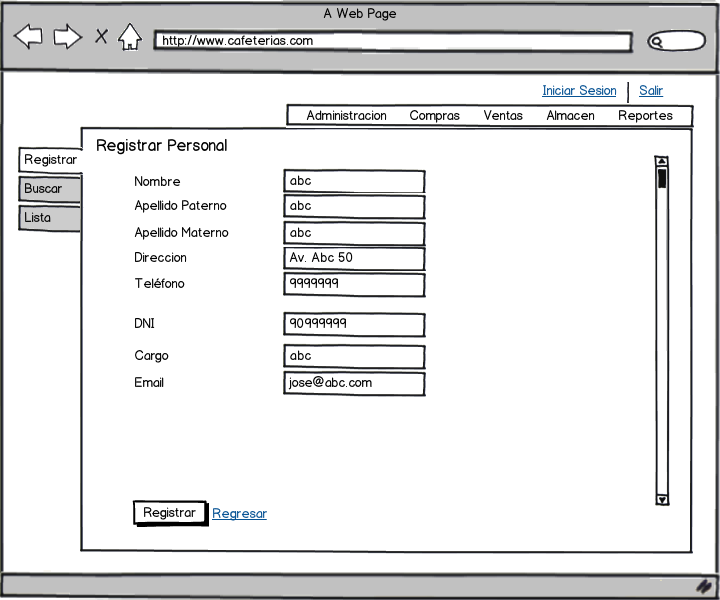 A Web Page
http://www.cafeterias.com
Iniciar Sesion Salir
Administracion Compras Ventas Almacen Reportes
Registrar Personal
Registrar
Buscar
Lista
Nombre abc
Apellido Paterno abc
Apellido Materno abc
Direccion Av. Abc 50
Teléfono 9999999
DNI 90999999
Cargo abc
Email jose@abc.com
Registrar Regresar